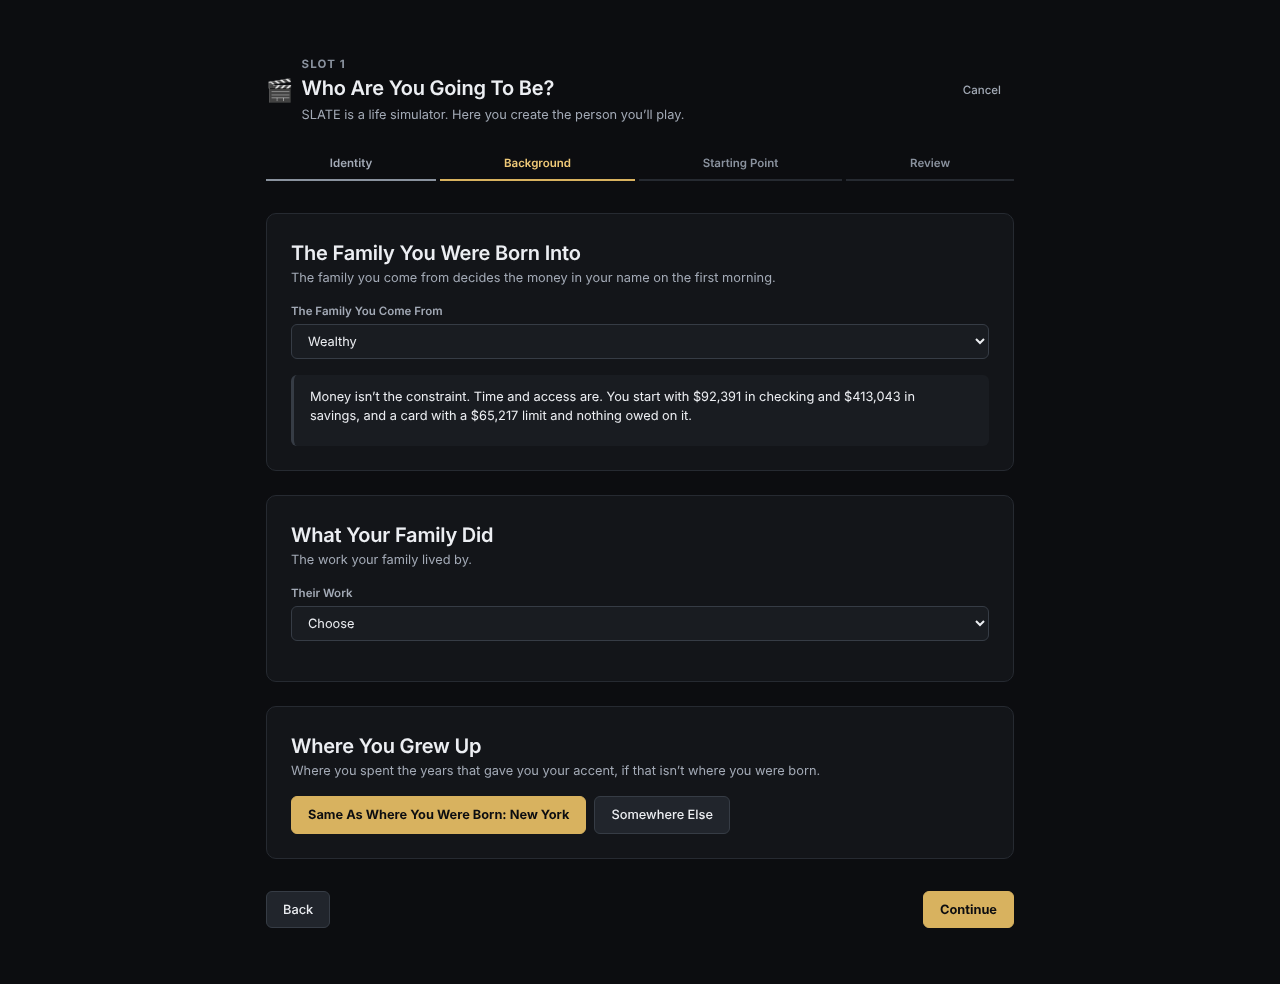 SLOT 1
Who Are You Going To Be?
SLATE is a life simulator. Here you create the person you’ll play.
Cancel
Identity
Background
Starting Point
Review
The Family You Were Born Into
The family you come from decides the money in your name on the first morning.
The Family You Come From
Wealthy
Money isn’t the constraint. Time and access are. You start with $92,391 in checking and $413,043 in
savings, and a card with a $65,217 limit and nothing owed on it.
What Your Family Did
The work your family lived by.
Their Work
Choose
Where You Grew Up
Where you spent the years that gave you your accent, if that isn’t where you were born.
Same As Where You Were Born: New York
Somewhere Else
Back
Continue